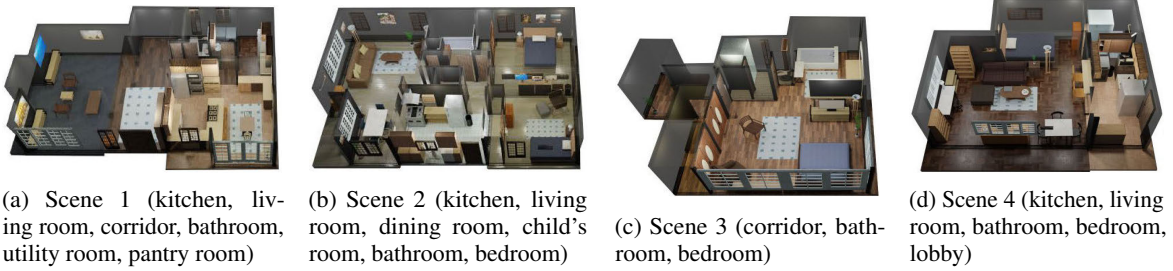 (a) Scene 1 (kitchen, liv-
ing room, corridor, bathroom,
utility room, pantry room)
(b) Scene 2 (kitchen, living
room, dining room, child's
room, bathroom, bedroom)
(c) Scene 3 (corridor, bath-
room, bedroom)
(d) Scene 4 (kitchen, living
room, bathroom, bedroom,
lobby)